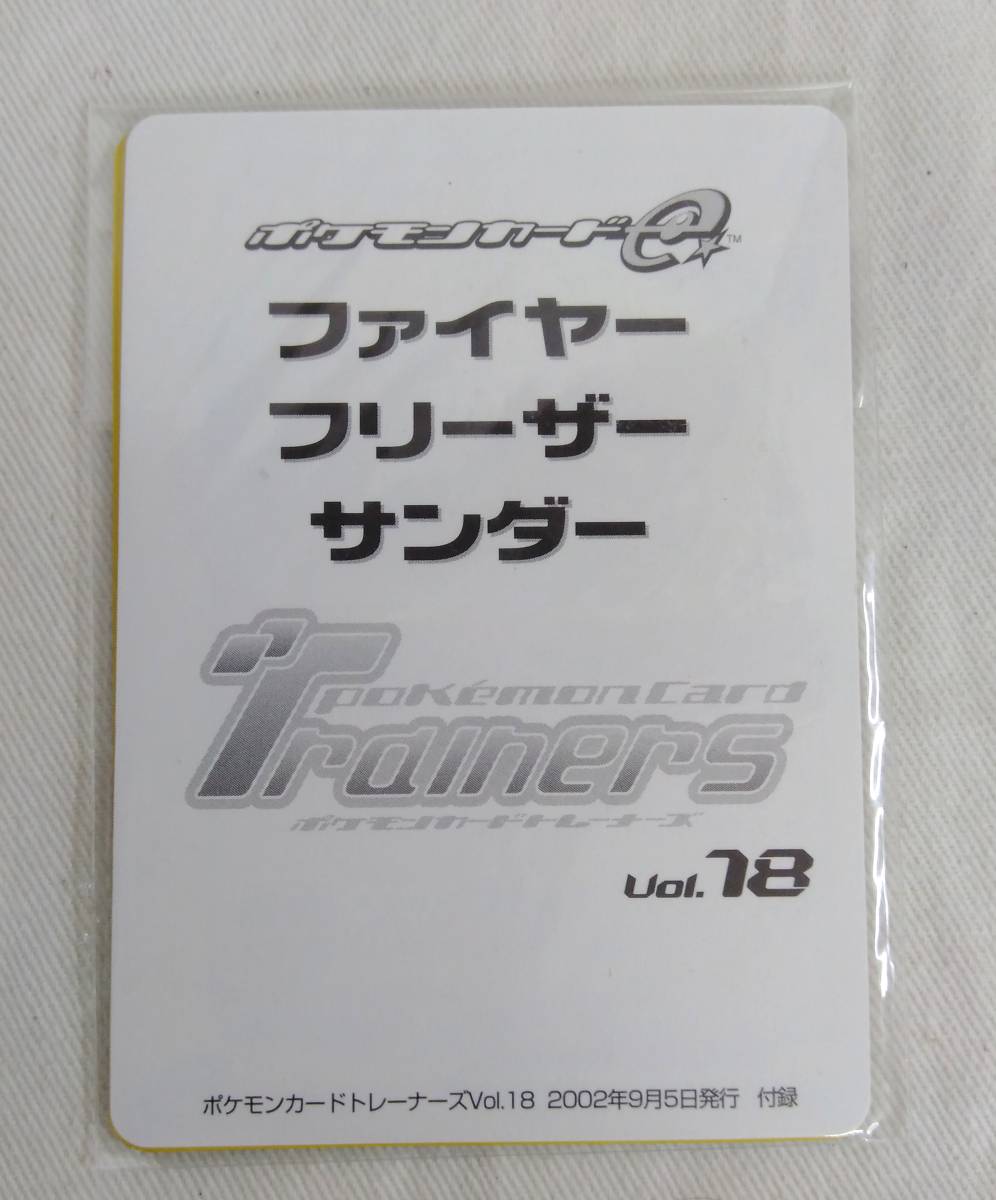 ポケモンカードe™
ファイヤー
フリーザー
サンダー
Pokémon Card
Trainers
ポケモンカードトレーナーズ
Vol.18
ポケモンカードトレーナーズVol.18 2002年9月5日発行 付録